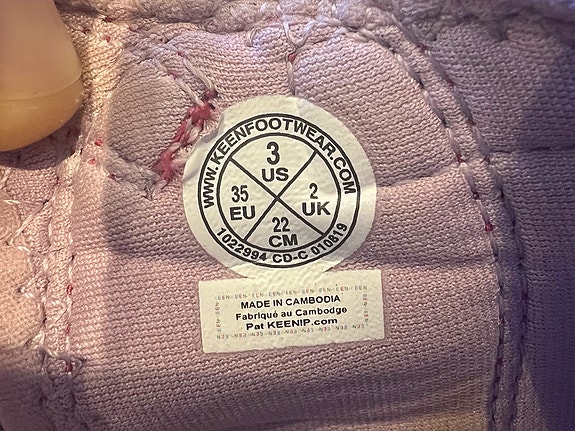 WWW.KEENFOOTWEAR.COM
3
US
35
EU
2
UK
22
CM
1022994 CD-C 010819
MADE IN CAMBODIA
Fabriqué au Cambodge
Pat KEENIP.com